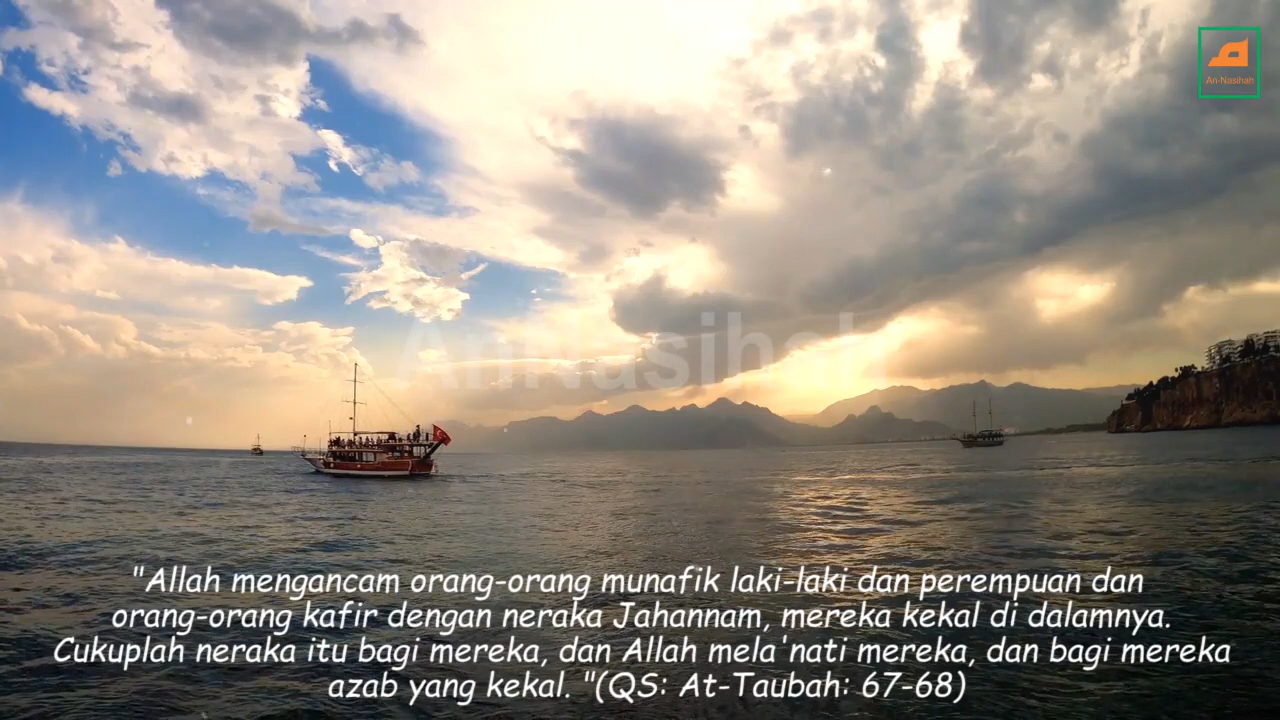 An-Nasihah
AnNasihah
"Allah mengancam orang-orang munafik laki-laki dan perempuan dan
orang-orang kafir dengan neraka Jahannam, mereka kekal di dalamnya.
Cukuplah neraka itu bagi mereka, dan Allah mela'nati mereka, dan bagi mereka
azab yang kekal. "(QS: At-Taubah: 67-68)